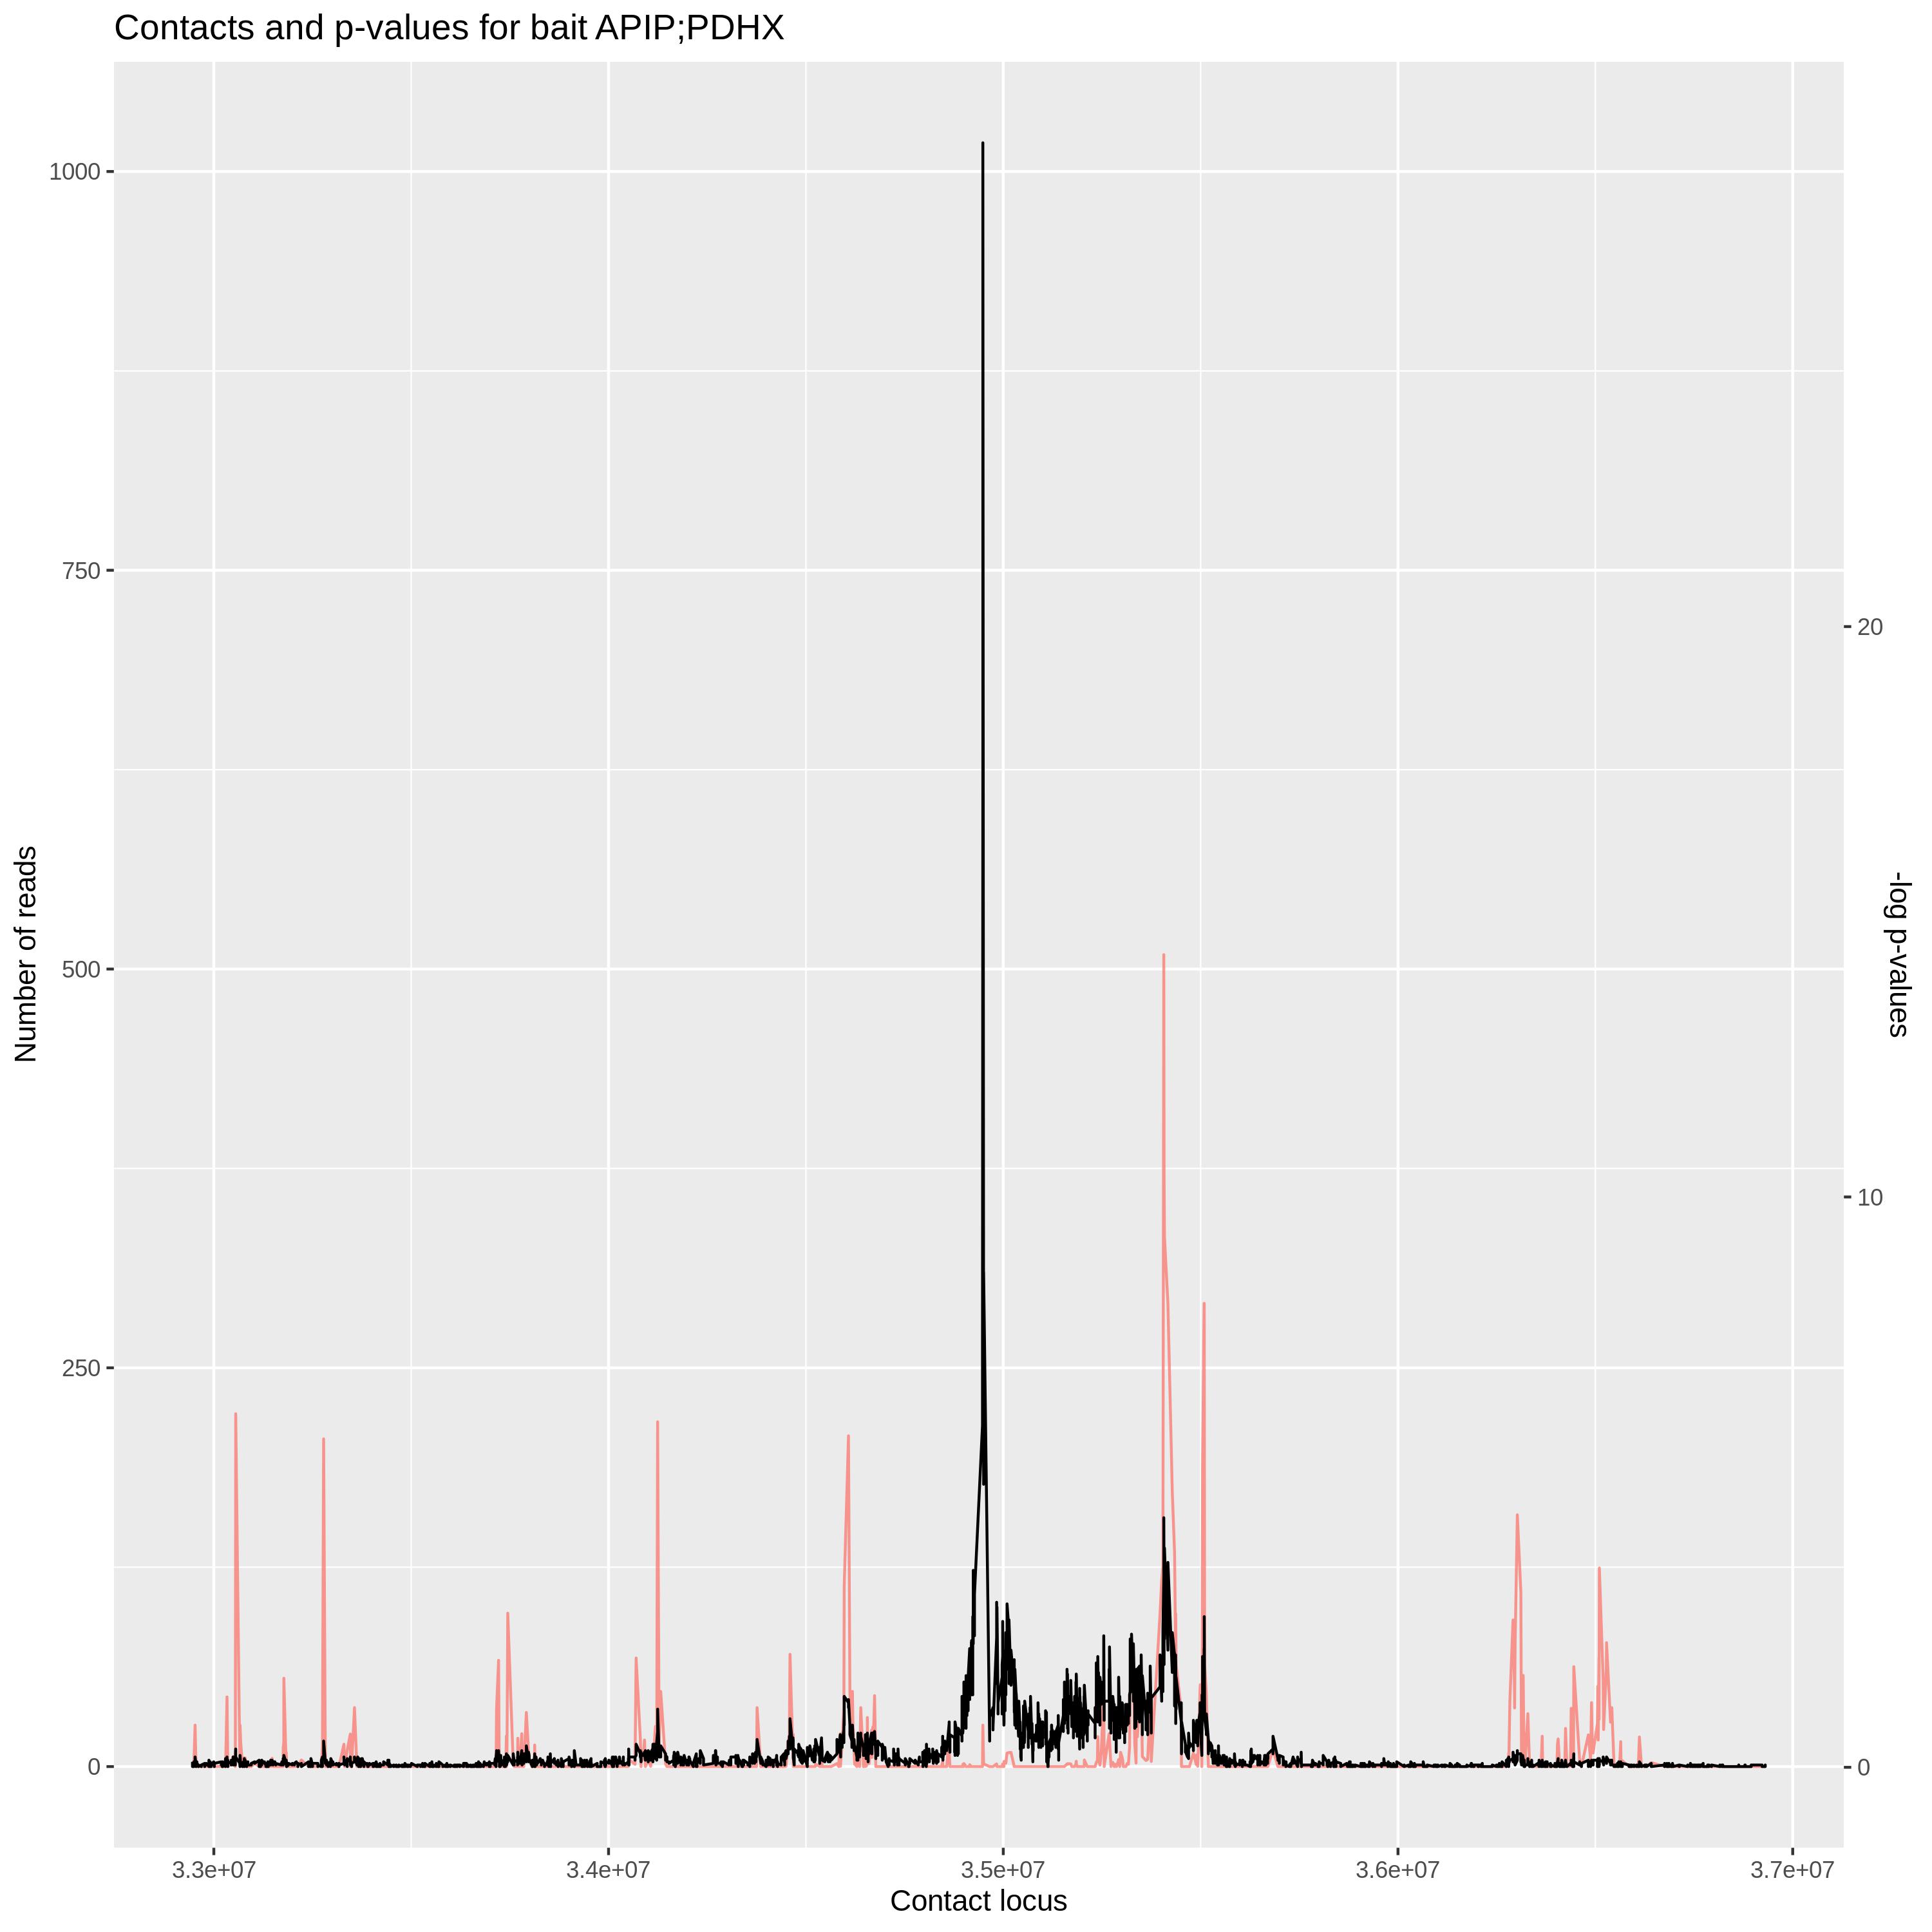 Contacts and p-values for bait APIP;PDHX
1000
750
500
250
0
Number of reads
20
10
0
-log p-values
3.3e+07
3.4e+07
3.5e+07
3.6e+07
3.7e+07
Contact locus